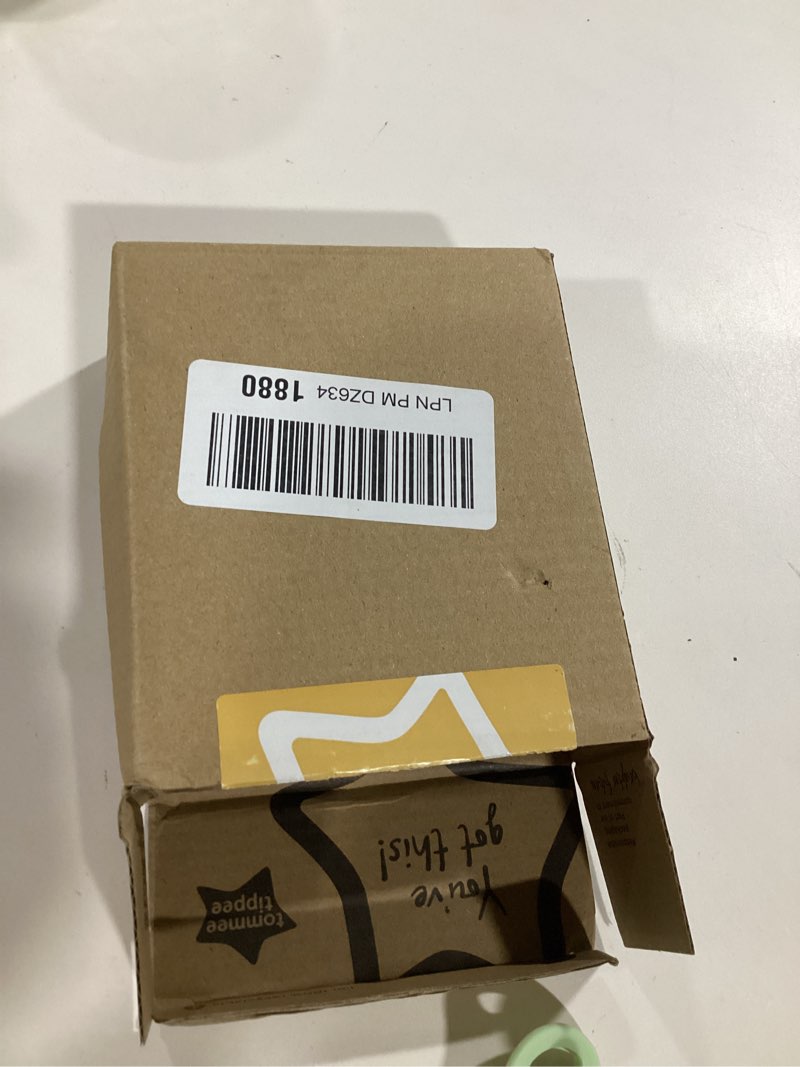 LPN PM DZ634 1880
You've
got this!
tommee
tippee